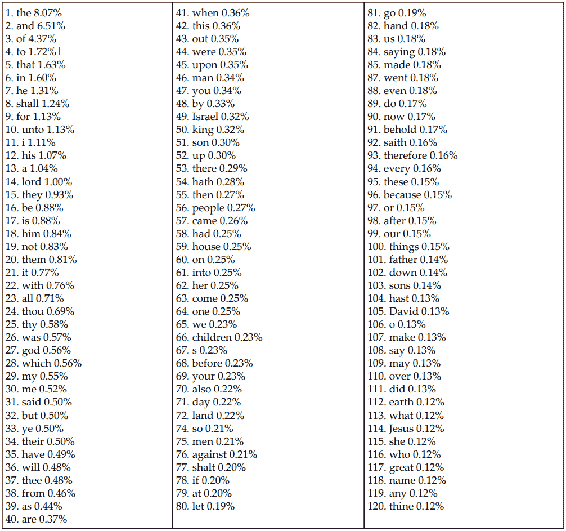 1. the 8.07%
2. and 6.51%
3. of 4.37%
4. to 1.72%
5. that 1.63%
6. in 1.60%
7. he 1.31%
8. shall 1.24%
9. for 1.13%
10. unto 1.13%
11. i 1.11%
12. his 1.07%
13. a 1.04%
14. lord 1.00%
15. they 0.93%
16. be 0.88%
17. is 0.88%
18. him 0.84%
19. not 0.83%
20. them 0.81%
21. it 0.77%
22. with 0.76%
23. all 0.71%
24. thou 0.69%
25. thy 0.58%
26. was 0.57%
27. god 0.56%
28. which 0.56%
29. my 0.55%
30. me 0.52%
31. said 0.50%
32. but 0.50%
33. ye 0.50%
34. their 0.50%
35. have 0.49%
36. will 0.48%
37. thee 0.48%
38. from 0.46%
39. as 0.44%
40. are 0.37%
41. when 0.36%
42. this 0.36%
43. out 0.35%
44. were 0.35%
45. upon 0.35%
46. man 0.34%
47. you 0.34%
48. by 0.33%
49. Israel 0.32%
50. king 0.32%
51. son 0.30%
52. up 0.30%
53. there 0.29%
54. hath 0.28%
55. then 0.27%
56. people 0.27%
57. came 0.26%
58. had 0.25%
59. house 0.25%
60. on 0.25%
61. into 0.25%
62. her 0.25%
63. come 0.25%
64. one 0.25%
65. we 0.23%
66. children 0.23%
67. s 0.23%
68. before 0.23%
69. your 0.23%
70. also 0.22%
71. day 0.22%
72. land 0.22%
74. so 0.21%
75. men 0.21%
76. against 0.21%
77. shalt 0.20%
78. if 0.20%
79. at 0.20%
80. let 0.19%
81. go 0.19%
82. hand 0.18%
83. us 0.18%
84. saying 0.18%
85. made 0.18%
87. went 0.18%
88. even 0.18%
89. do 0.17%
90. now 0.17%
91. behold 0.17%
92. saith 0.16%
93. therefore 0.16%
94. every 0.16%
95. these 0.15%
96. because 0.15%
97. or 0.15%
98. after 0.15%
99. our 0.15%
100. things 0.15%
101. father 0.14%
102. down 0.14%
103. sons 0.14%
104. hast 0.13%
105. David 0.13%
106. o 0.13%
107. make 0.13%
108. say 0.13%
109. may 0.13%
110. over 0.13%
111. did 0.13%
112. earth 0.12%
113. what 0.12%
114. Jesus 0.12%
115. she 0.12%
116. who 0.12%
117. great 0.12%
118. name 0.12%
119. any 0.12%
120. thine 0.12%